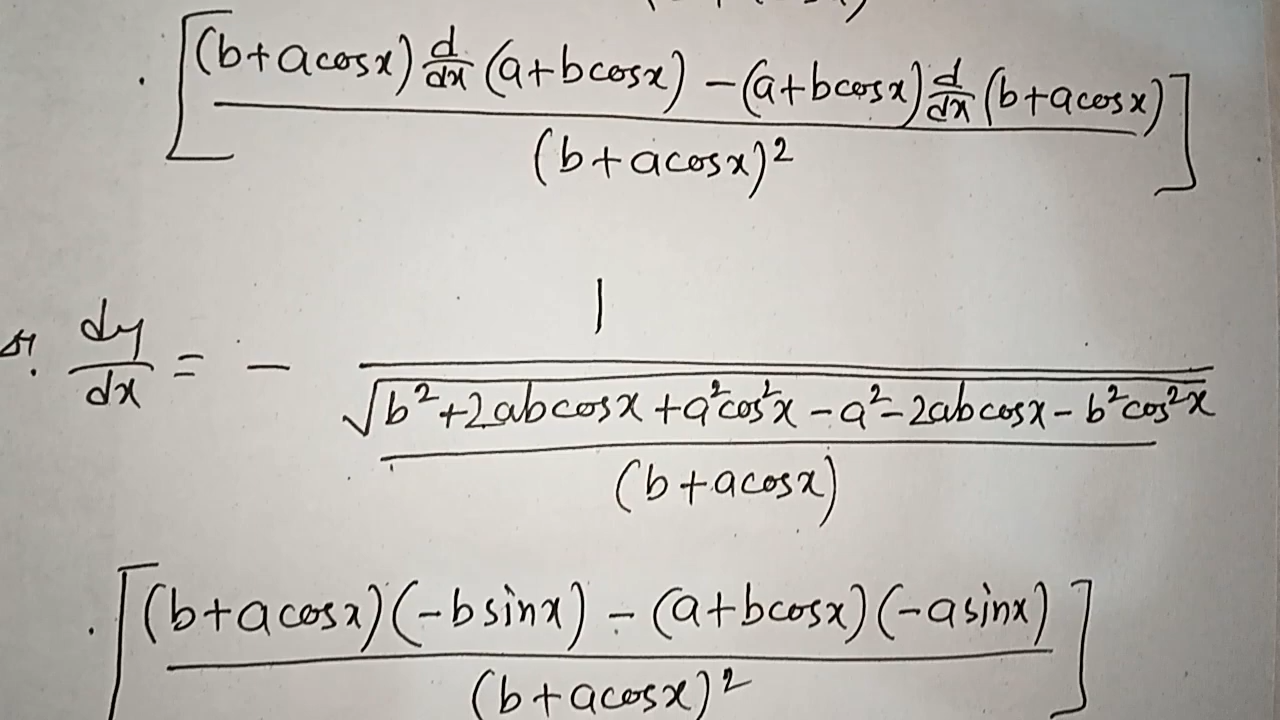 . [ (b+acosx) d/dx (a+bcosx) - (a+bcosx) d/dx (b+acosx) ]
(b+acosx)²
dy/dx = - 1
√b²+2abcosx+a²cos²x-a²-2abcosx-b²cos²x
(b+acosx)
. [ (b+acosx)(-bsinx) - (a+bcosx)(-asinx) ]
(b+acosx)²